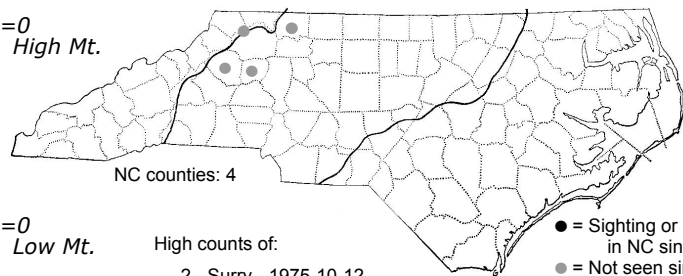 =0
High Mt.
NC counties: 4
=0
Low Mt.
High counts of:
2 - Surry - 1975-10-12
● = Sighting or
in NC sin
● = Not seen si